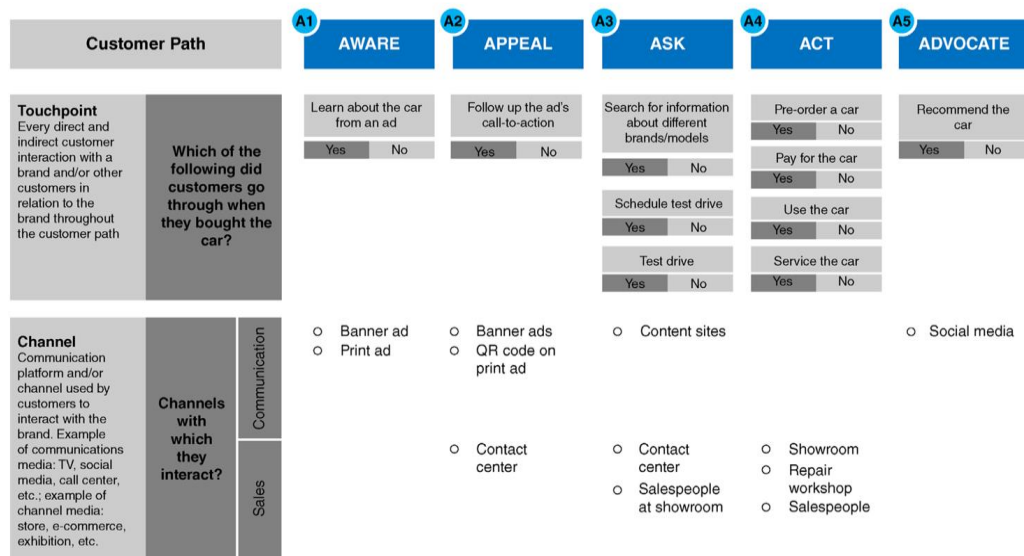 Customer Path
A1
AWARE
A2
APPEAL
A3
ASK
A4
ACT
A5
ADVOCATE
Touchpoint
Every direct and
indirect customer
interaction with a
brand and/or other
customers in
relation to the
brand throughout
the customer path
Which of the
following did
customers go
through when
they bought the
car?
Learn about the car
from an ad
Yes No
Follow up the ad's
call-to-action
Yes No
Search for information
about different
brands/models
Yes No
Schedule test drive
Yes No
Test drive
Yes No
Pre-order a car
Yes No
Pay for the car
Yes No
Use the car
Yes No
Service the car
Yes No
Recommend the
car
Yes No
Channel
Communication
platform and/or
channel used by
customers to
interact with the
brand. Example
of communications
media: TV, social
media, call center,
etc.; example of
channel media:
store, e-commerce,
exhibition, etc.
Channels
with
which
they
interact?
Communication
Banner ad
Print ad
Banner ads
QR code on
print ad
Content sites
Social media
Sales
Contact
center
Contact
center
Salespeople
at showroom
Showroom
Repair
workshop
Salespeople